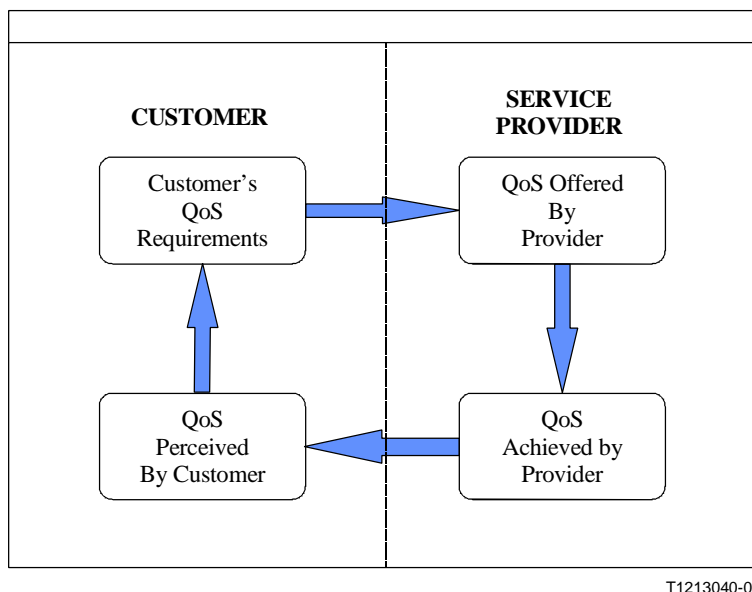 CUSTOMER
SERVICE
PROVIDER
Customer’s
QoS
Requirements
QoS Offered
By
Provider
QoS
Perceived
By Customer
QoS
Achieved by
Provider
T1213040-0